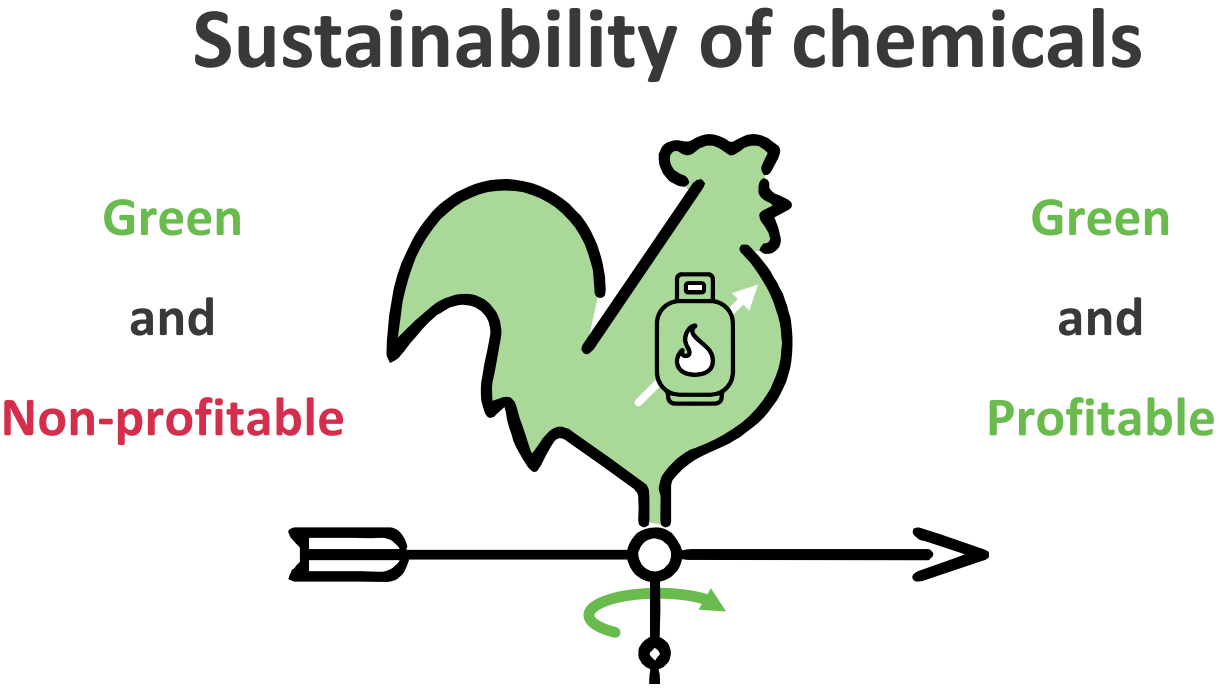 Sustainability of chemicals
Green
and
Non-profitable
Green
and
Profitable